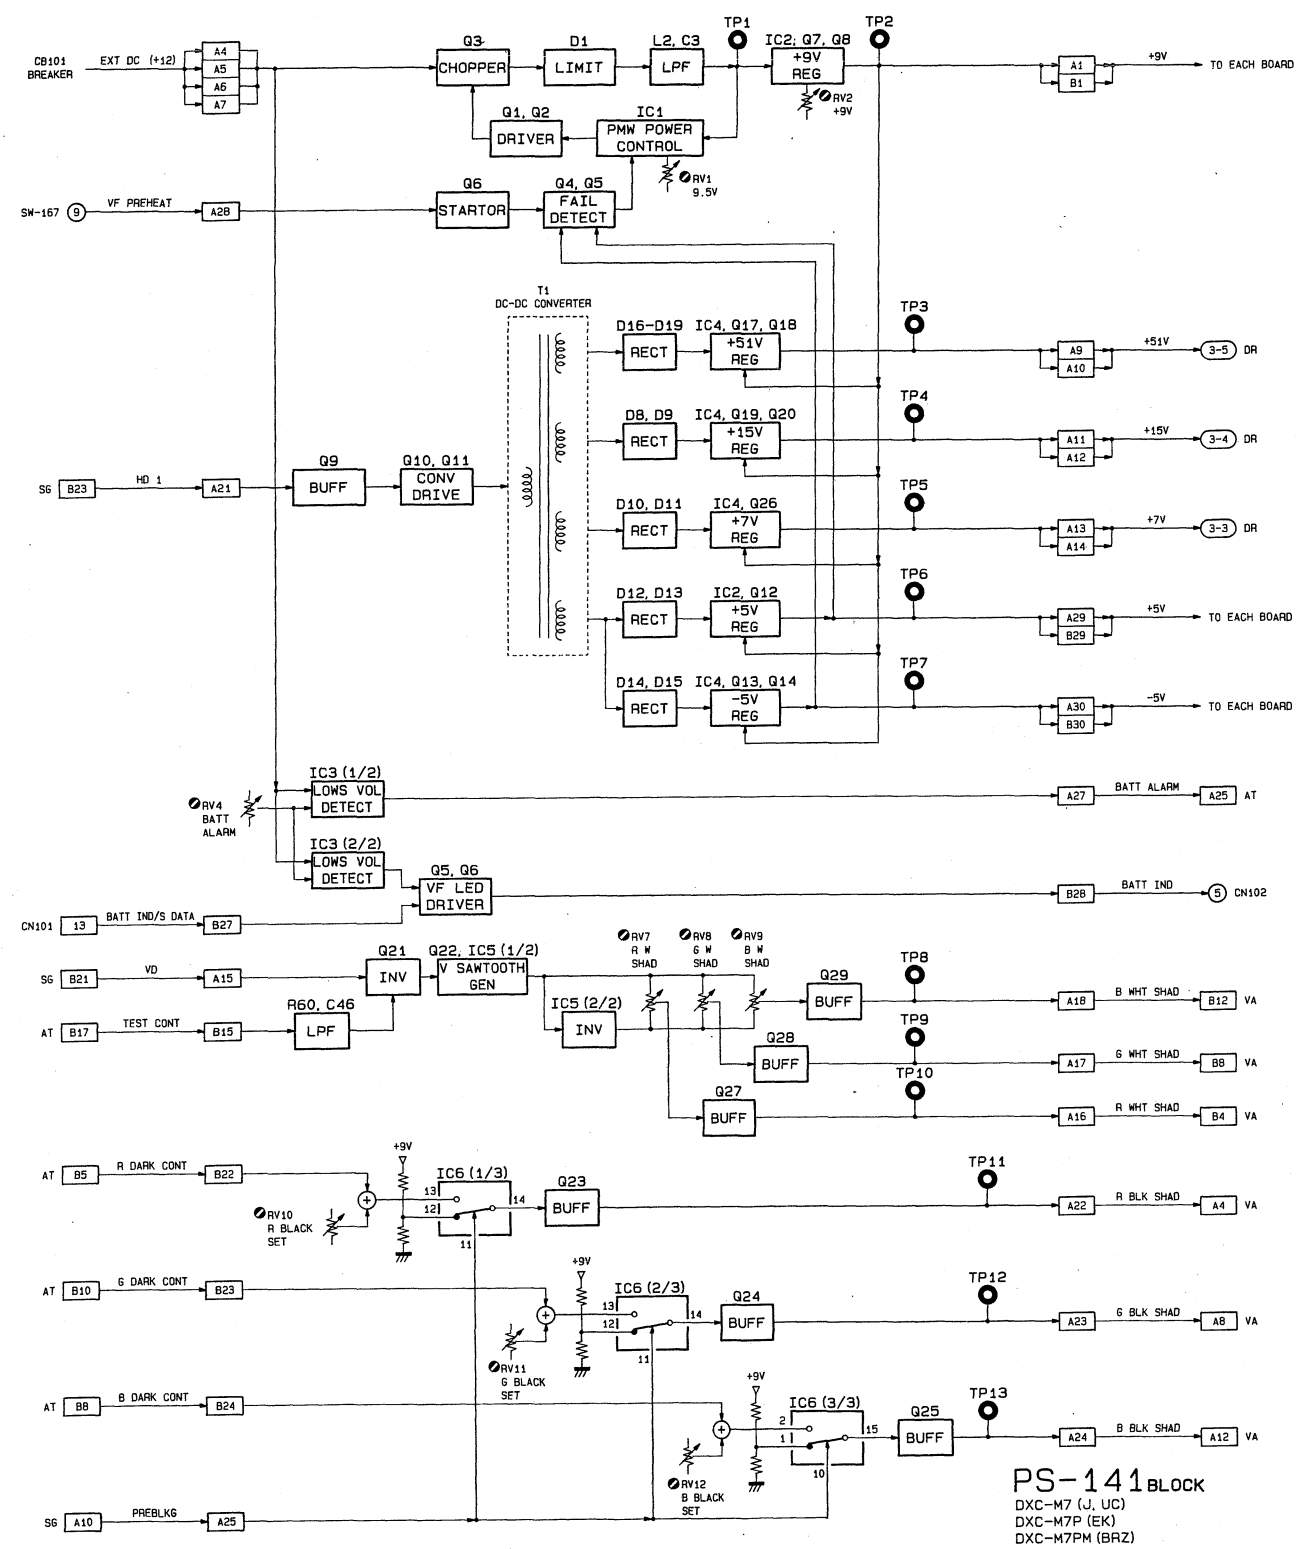 TP1
TP2
Q3
D1
L2, C3
IC2; Q7, Q8
CB101
BREAKER
EXT DC (+12)
A4
A5
A6
A7
CHOPPER
LIMIT
LPF
+9V
REG
A1
B1
+9V
TO EACH BOARD
RV2
+9V
Q1, Q2
IC1
DRIVER
PMW POWER
CONTROL
RV1
9.5V
Q6
Q4, Q5
SW-167
9
VF PREHEAT
A28
STARTOR
FAIL
DETECT
T1
DC-DC CONVERTER
TP3
D16-D19
IC4, Q17, Q18
RECT
+51V
REG
A9
A10
+51V
3-5
DR
TP4
D8, D9
IC4, Q19, Q20
RECT
+15V
REG
A11
A12
+15V
3-4
DR
Q9
Q10, Q11
SG
B23
HD 1
A21
BUFF
CONV
DRIVE
TP5
D10, D11
IC4, Q26
RECT
+7V
REG
A13
A14
+7V
3-3
DR
TP6
D12, D13
IC2, Q12
RECT
+5V
REG
A29
B29
+5V
TO EACH BOARD
TP7
D14, D15
IC4, Q13, Q14
RECT
-5V
REG
A30
B30
-5V
TO EACH BOARD
IC3 (1/2)
LOWS VOL
DETECT
RV4
BATT
ALARM
A27
BATT ALARM
A25
AT
IC3 (2/2)
LOWS VOL
DETECT
Q5, Q6
VF LED
DRIVER
B28
BATT IND
5
CN102
CN101
13
BATT IND/S DATA
B27
RV7
R W
SHAD
RV8
G W
SHAD
RV9
B W
SHAD
Q21
Q22, IC5 (1/2)
SG
B21
VD
A15
INV
V SAWTOOTH
GEN
TP8
Q29
BUFF
A18
B WHT SHAD
B12
VA
R60, C46
AT
B17
TEST CONT
B15
LPF
IC5 (2/2)
INV
TP9
Q28
BUFF
A17
G WHT SHAD
B8
VA
TP10
Q27
BUFF
A16
R WHT SHAD
B4
VA
+9V
TP11
AT
B5
R DARK CONT
B22
IC6 (1/3)
Q23
13
12
14
11
BUFF
RV10
R BLACK
SET
A22
R BLK SHAD
A4
VA
+9V
TP12
AT
B10
G DARK CONT
B23
IC6 (2/3)
Q24
13
12
14
11
BUFF
RV11
G BLACK
SET
A23
G BLK SHAD
A8
VA
+9V
TP13
AT
B8
B DARK CONT
B24
IC6 (3/3)
Q25
2
1
15
10
BUFF
RV12
B BLACK
SET
A24
B BLK SHAD
A12
VA
SG
A10
PREBLKG
A25
PS-141 BLOCK
DXC-M7 (J, UC)
DXC-M7P (EK)
DXC-M7PM (BRZ)